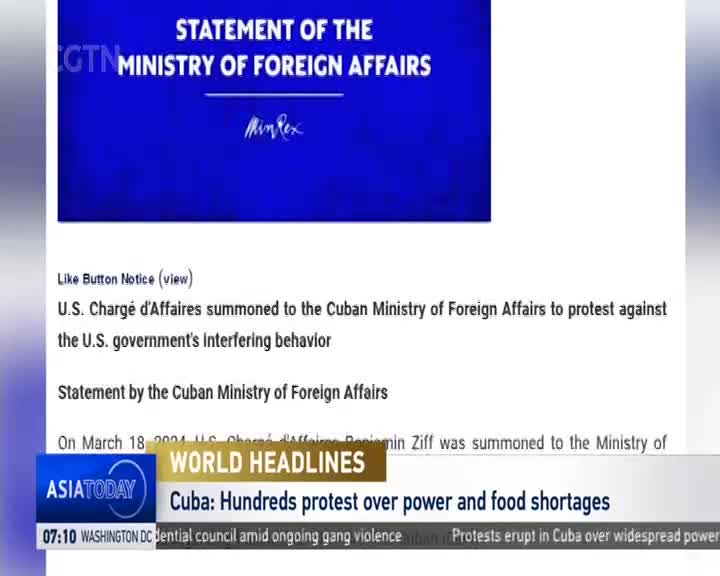 CGTN
STATEMENT OF THE
MINISTRY OF FOREIGN AFFAIRS
MinRex
Like Button Notice (view)
U.S. Chargé d'Affaires summoned to the Cuban Ministry of Foreign Affairs to protest against
the U.S. government's interfering behavior
Statement by the Cuban Ministry of Foreign Affairs
On March 18, 2024, U.S. Chargé d'Affaires Benjamin Ziff was summoned to the Ministry of
WORLD HEADLINES
ASIATODAY
Cuba: Hundreds protest over power and food shortages
07:10 WASHINGTON DC
dential council amid ongoing gang violence Protests erupt in Cuba over widespread power